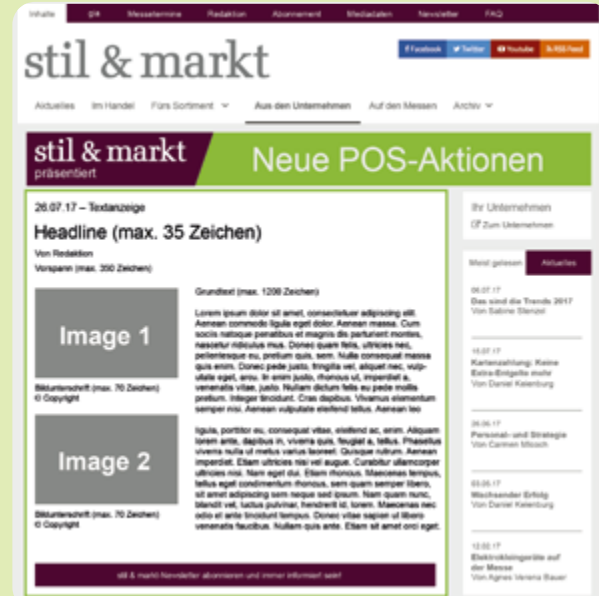 Inhalte gik Messetermine Redaktion Abonnement Mediadaten Newsletter FAQ
stil & markt
Facebook Twitter Youtube RSS Feed
Aktuelles Im Handel Fürs Sortiment Aus den Unternehmen Auf den Messen Archiv
stil & markt
präsentiert
Neue POS-Aktionen
26.07.17 – Textanzeige
Headline (max. 35 Zeichen)
Von Redaktion
Vorspann (max. 350 Zeichen)
Image 1
Bildunterschrift (max. 70 Zeichen)
© Copyright
Image 2
Bildunterschrift (max. 70 Zeichen)
© Copyright
Grundtext (max. 1200 Zeichen)
Lorem ipsum dolor sit amet, consectetuer adipiscing elit.
Aenean commodo ligula eget dolor. Aenean massa. Cum
sociis natoque penatibus et magnis dis parturient montes,
nascetur ridiculus mus. Donec quam felis, ultricies nec,
pellentesque eu, pretium quis, sem. Nulla consequat massa
quis enim. Donec pede justo, fringilla vel, aliquet nec, vulp-
utate eget, arcu. In enim justo, rhoncus ut, imperdiet a,
venenatis vitae, justo. Nullam dictum felis eu pede mollis
pretium. Integer tincidunt. Cras dapibus. Vivamus elementum
semper nisi. Aenean vulputate eleifend tellus. Aenean leo
ligula, porttitor eu, consequat vitae, eleifend ac, enim. Aliquam
lorem ante, dapibus in, viverra quis, feugiat a, tellus. Phasellus
viverra nulla ut metus varius laoreet. Quisque rutrum. Aenean
imperdiet. Etiam ultricies nisi vel augue. Curabitur ullamcorper
ultricies nisi. Nam eget dui. Etiam rhoncus. Maecenas tempus,
tellus eget condimentum rhoncus, sem quam semper libero,
sit amet adipiscing sem neque sed ipsum. Nam quam nunc,
blandit vel, luctus pulvinar, hendrerit id, lorem. Maecenas nec
odio et ante tincidunt tempus. Donec vitae sapien ut libero
venenatis faucibus. Nullam quis ante. Etiam sit amet orci eget.
stil & markt-Newsletter abonnieren und immer informiert sein!
Ihr Unternehmen
Zum Unternehmen
Meist gelesen Aktuelles
06.07.17
Das sind die Trends 2017
Von Sabine Stenzel
Kartenzahlung: Keine
Extra-Entgelte mehr
Von Daniel Keienburg
26.06.17
Personal- und Strategie
Von Carmen
03.05.17
Wachsender Erfolg
Von Daniel Keienburg
12.02.17
Elektrokleingeräte auf
der Messe
Von Agnes Verena Bauer